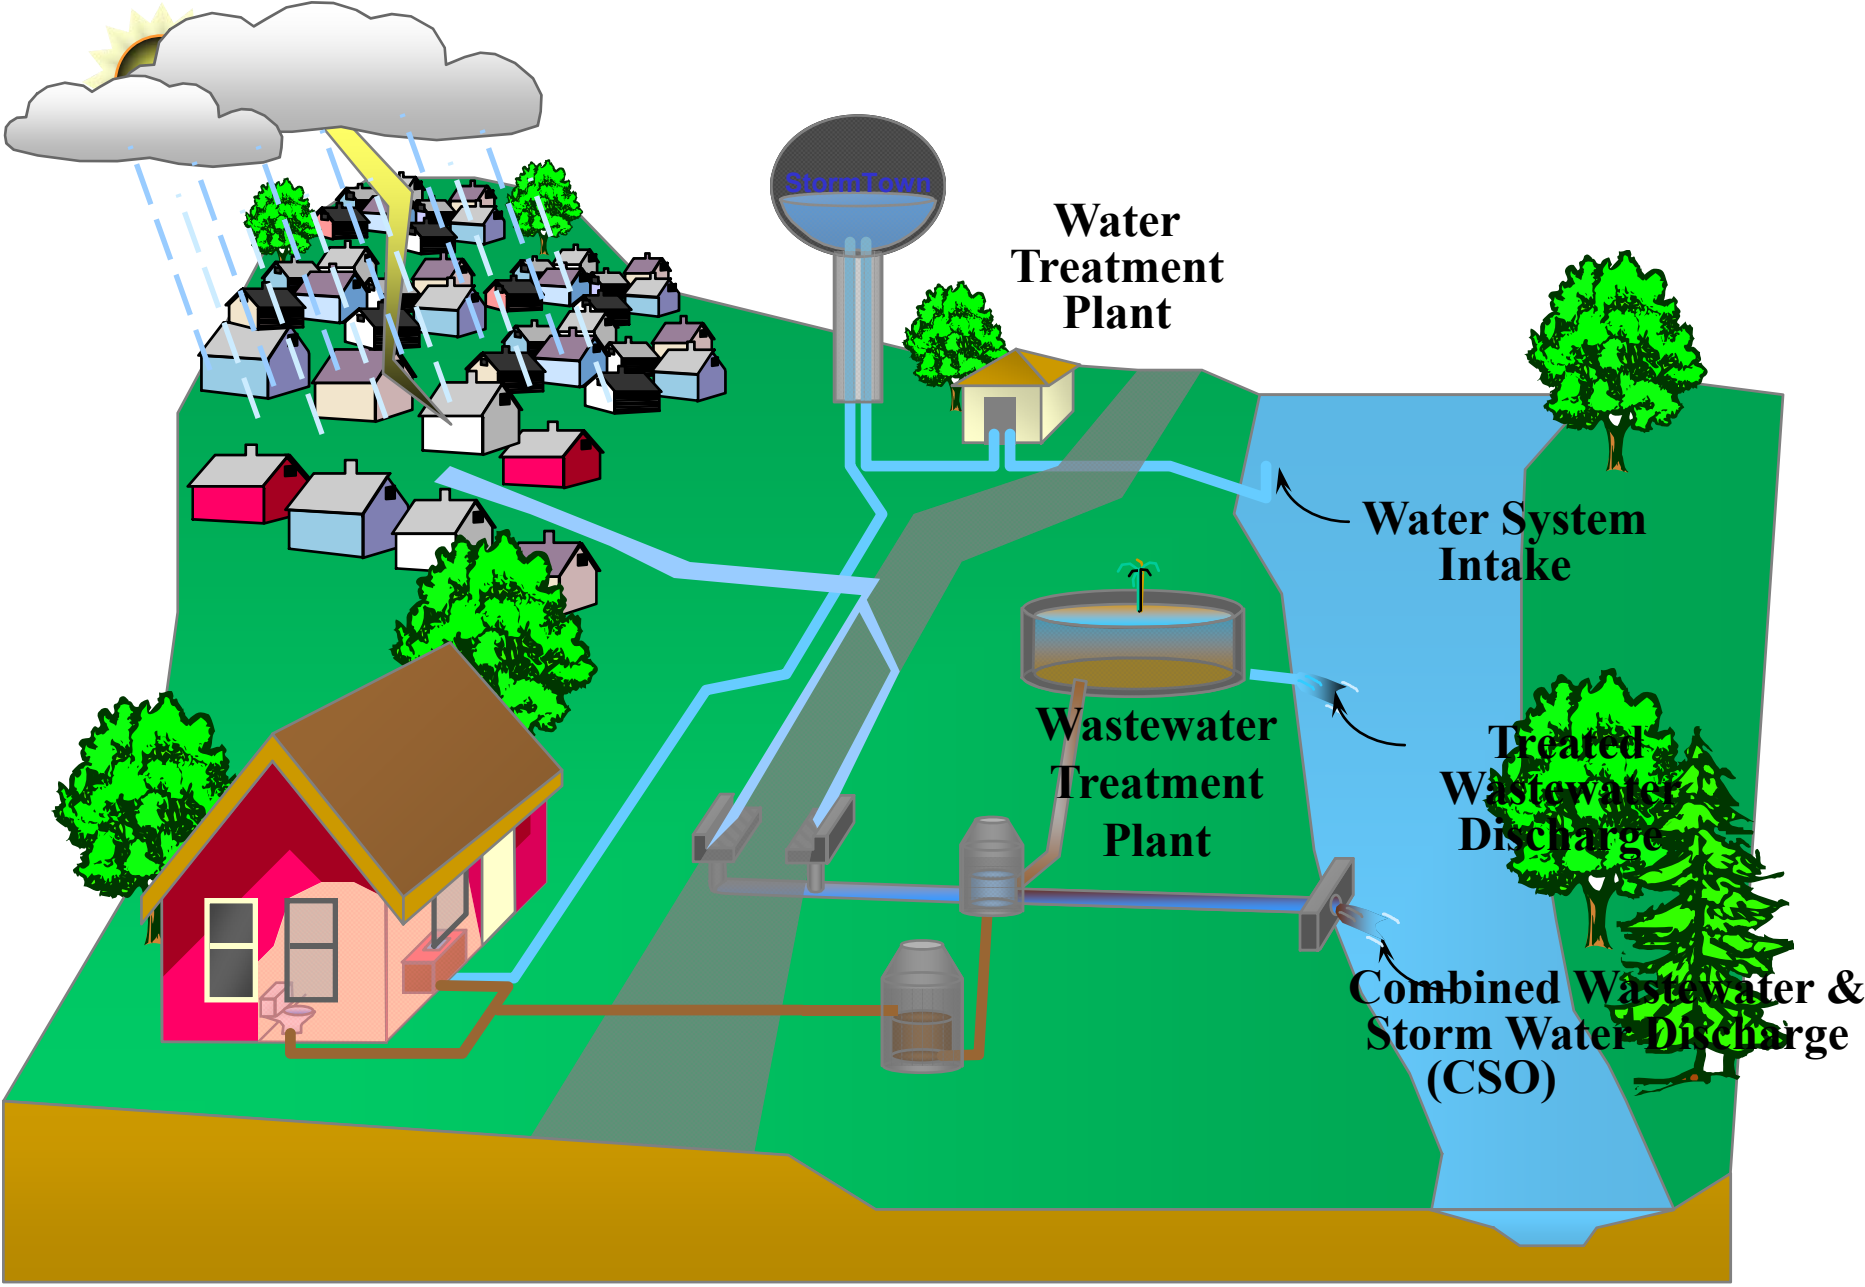 StormTown
Water
Treatment
Plant
Water System
Intake
Wastewater
Treatment
Plant
Treated
Wastewater
Discharge
Combined Wastewater &
Storm Water Discharge
(CSO)